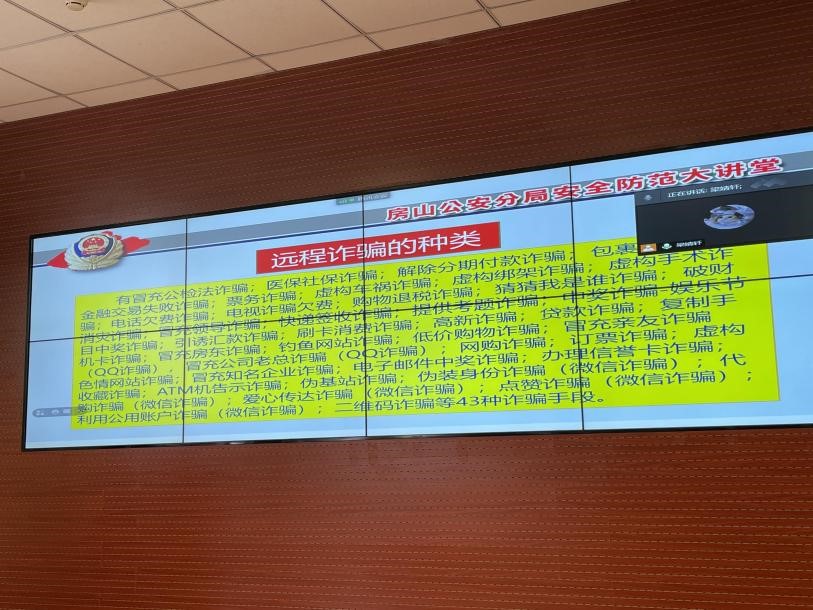 房山公安分局安全防范大讲堂
正在讲话: 梁靖轩;
梁靖轩
远程诈骗的种类
有冒充公检法诈骗；医保社保诈骗；解除分期付款诈骗；包裹
金融交易失败诈骗；票务诈骗；虚构车祸诈骗；虚构绑架诈骗；虚构手术诈
骗；电话欠费诈骗；电视诈骗欠费；购物退税诈骗；猜猜我是谁诈骗；破财
消灾诈骗；冒充领导诈骗；快递签收诈骗；提供考题诈骗；中奖诈骗 娱乐节
目中奖诈骗；引诱汇款诈骗；刷卡消费诈骗；高新诈骗；贷款诈骗；复制手
机卡诈骗；冒充房东诈骗；钓鱼网站诈骗；低价购物诈骗；冒充亲友诈骗
（QQ诈骗）；冒充公司老总诈骗（QQ诈骗）；网购诈骗；订票诈骗；虚构
色情网站诈骗；冒充知名企业诈骗；电子邮件中奖诈骗；办理信誉卡诈骗；
收藏诈骗；ATM机告示诈骗；伪基站诈骗；伪装身份诈骗（微信诈骗）；代
购诈骗（微信诈骗）；爱心传达诈骗（微信诈骗）；点赞诈骗（微信诈骗）；
利用公用账户诈骗（微信诈骗）；二维码诈骗等43种诈骗手段。